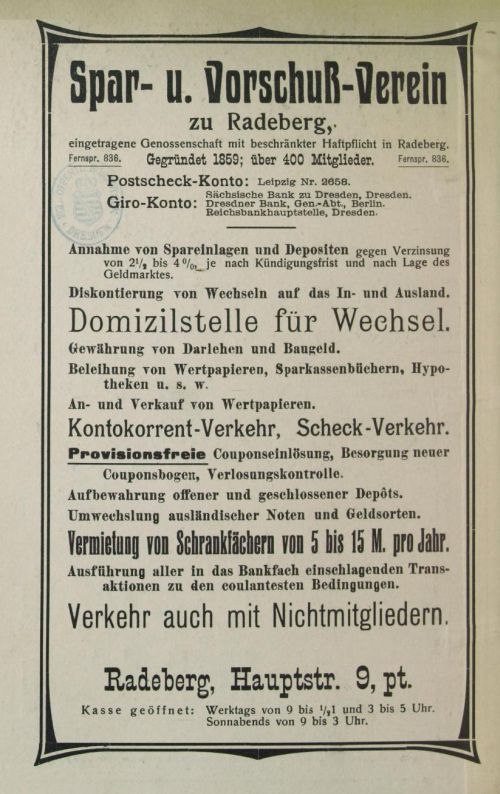 Spar- u. Vorschuß-Verein
zu Radeberg,
eingetragene Genossenschaft mit beschränkter Haftpflicht in Radeberg.
Fernspr. 836. Gegründet 1859; über 400 Mitglieder. Fernspr. 836.
Postscheck-Konto: Leipzig Nr. 2658.
Giro-Konto: Sächsische Bank zu Dresden, Dresden.
Dresdner Bank, Gen.-Abt., Berlin.
Reichsbankhauptstelle, Dresden.
Annahme von Spareinlagen und Depositen gegen Verzinsung
von 2½ bis 4%, je nach Kündigungsfrist und nach Lage des
Geldmarktes.
Diskontierung von Wechseln auf das In- und Ausland.
Domizilstelle für Wechsel.
Gewährung von Darlehen und Baugeld.
Beleihung von Wertpapieren, Sparkassenbüchern, Hypo-
theken u. s. w.
An- und Verkauf von Wertpapieren.
Kontokorrent-Verkehr, Scheck-Verkehr.
Provisionsfreie Couponseinlösung, Besorgung neuer
Couponsbogen, Verlosungskontrolle.
Aufbewahrung offener und geschlossener Depôts.
Umwechslung ausländischer Noten und Geldsorten.
Vermietung von Schrankfächern von 5 bis 15 M. pro Jahr.
Ausführung aller in das Bankfach einschlagenden Trans-
aktionen zu den coulantesten Bedingungen.
Verkehr auch mit Nichtmitgliedern.
Radeberg, Hauptstr. 9, pt.
Kasse geöffnet: Werktags von 9 bis ½1 und 3 bis 5 Uhr.
Sonnabends von 9 bis 3 Uhr.